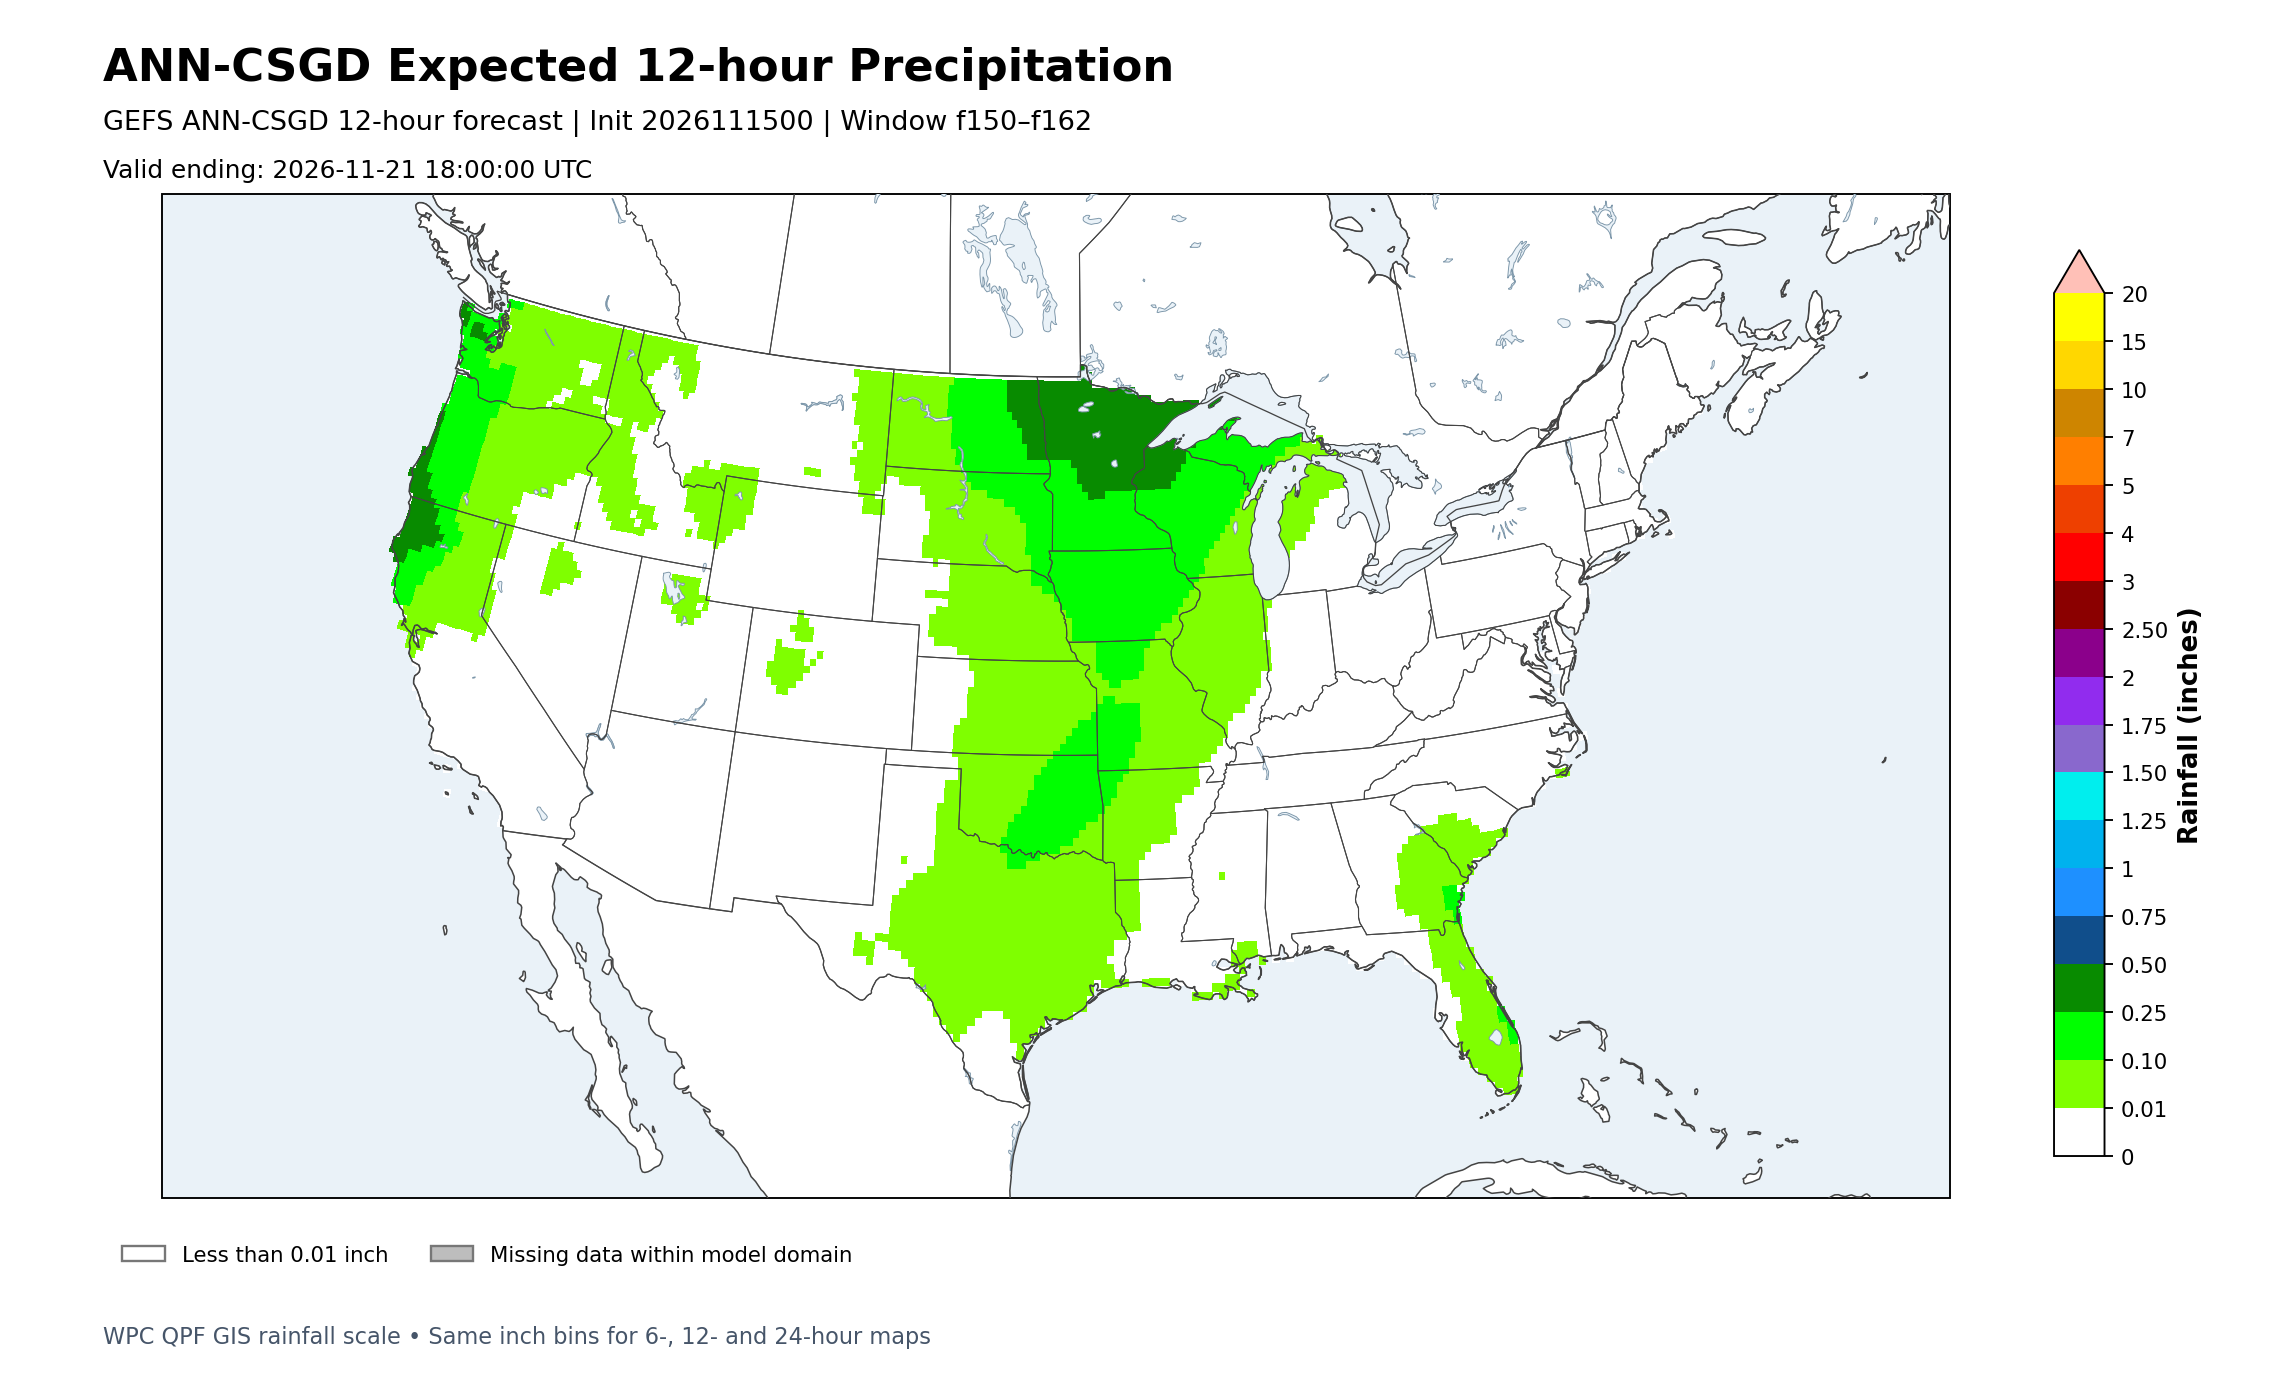 ANN-CSGD Expected 12-hour Precipitation
GEFS ANN-CSGD 12-hour forecast | Init 2026111500 | Window f150–f162
Valid ending: 2026-11-21 18:00:00 UTC
20
15
10
7
5
4
3
2.50
2
1.75
1.50
1.25
1
0.75
0.50
0.25
0.10
0.01
0
Rainfall (inches)
Less than 0.01 inch
Missing data within model domain
WPC QPF GIS rainfall scale • Same inch bins for 6-, 12- and 24-hour maps